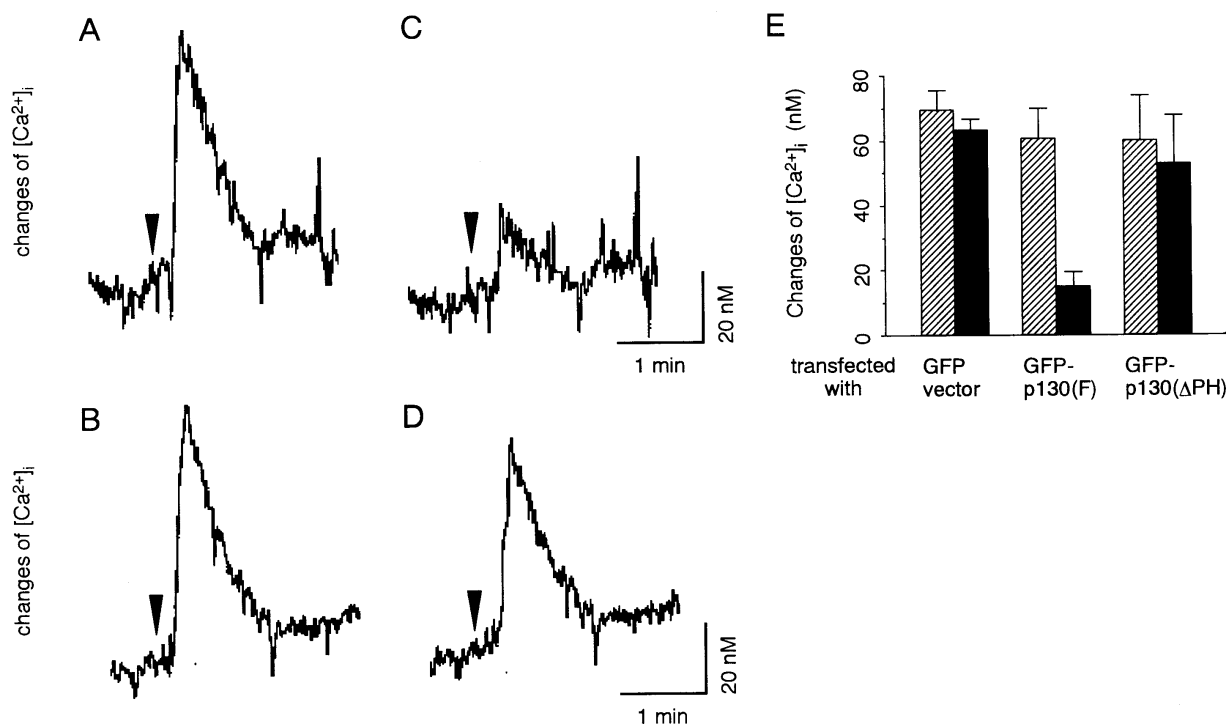 A
C
E
changes of [Ca²⁺]ᵢ
20 nM
1 min
Changes of [Ca²⁺]ᵢ (nM)
80
60
40
20
0
transfected with
GFP vector
GFP-p130(F)
GFP-p130(ΔPH)
B
D
changes of [Ca²⁺]ᵢ
20 nM
1 min